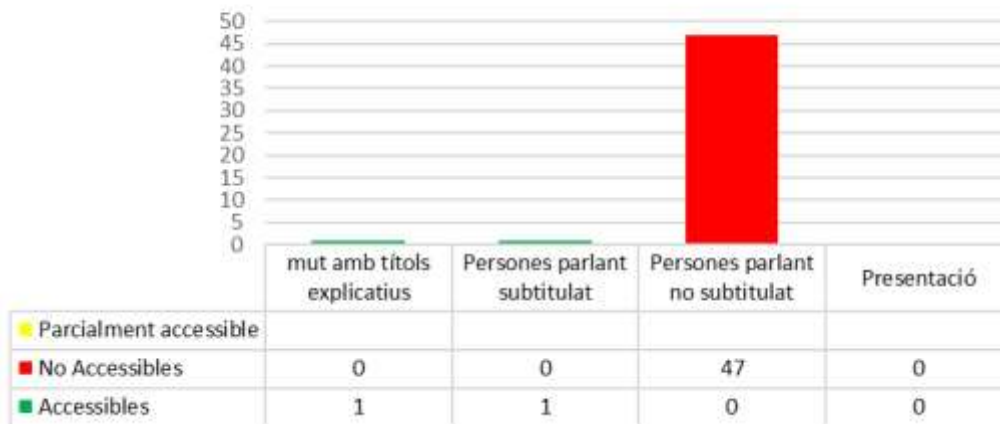 50
45
40
35
30
25
20
15
10
5
0
mut amb títols explicatius
Persones parlant subtitulat
Persones parlant no subtitulat
Presentació
Parcialment accessible
No Accessibles 0 0 47 0
Accessibles 1 1 0 0